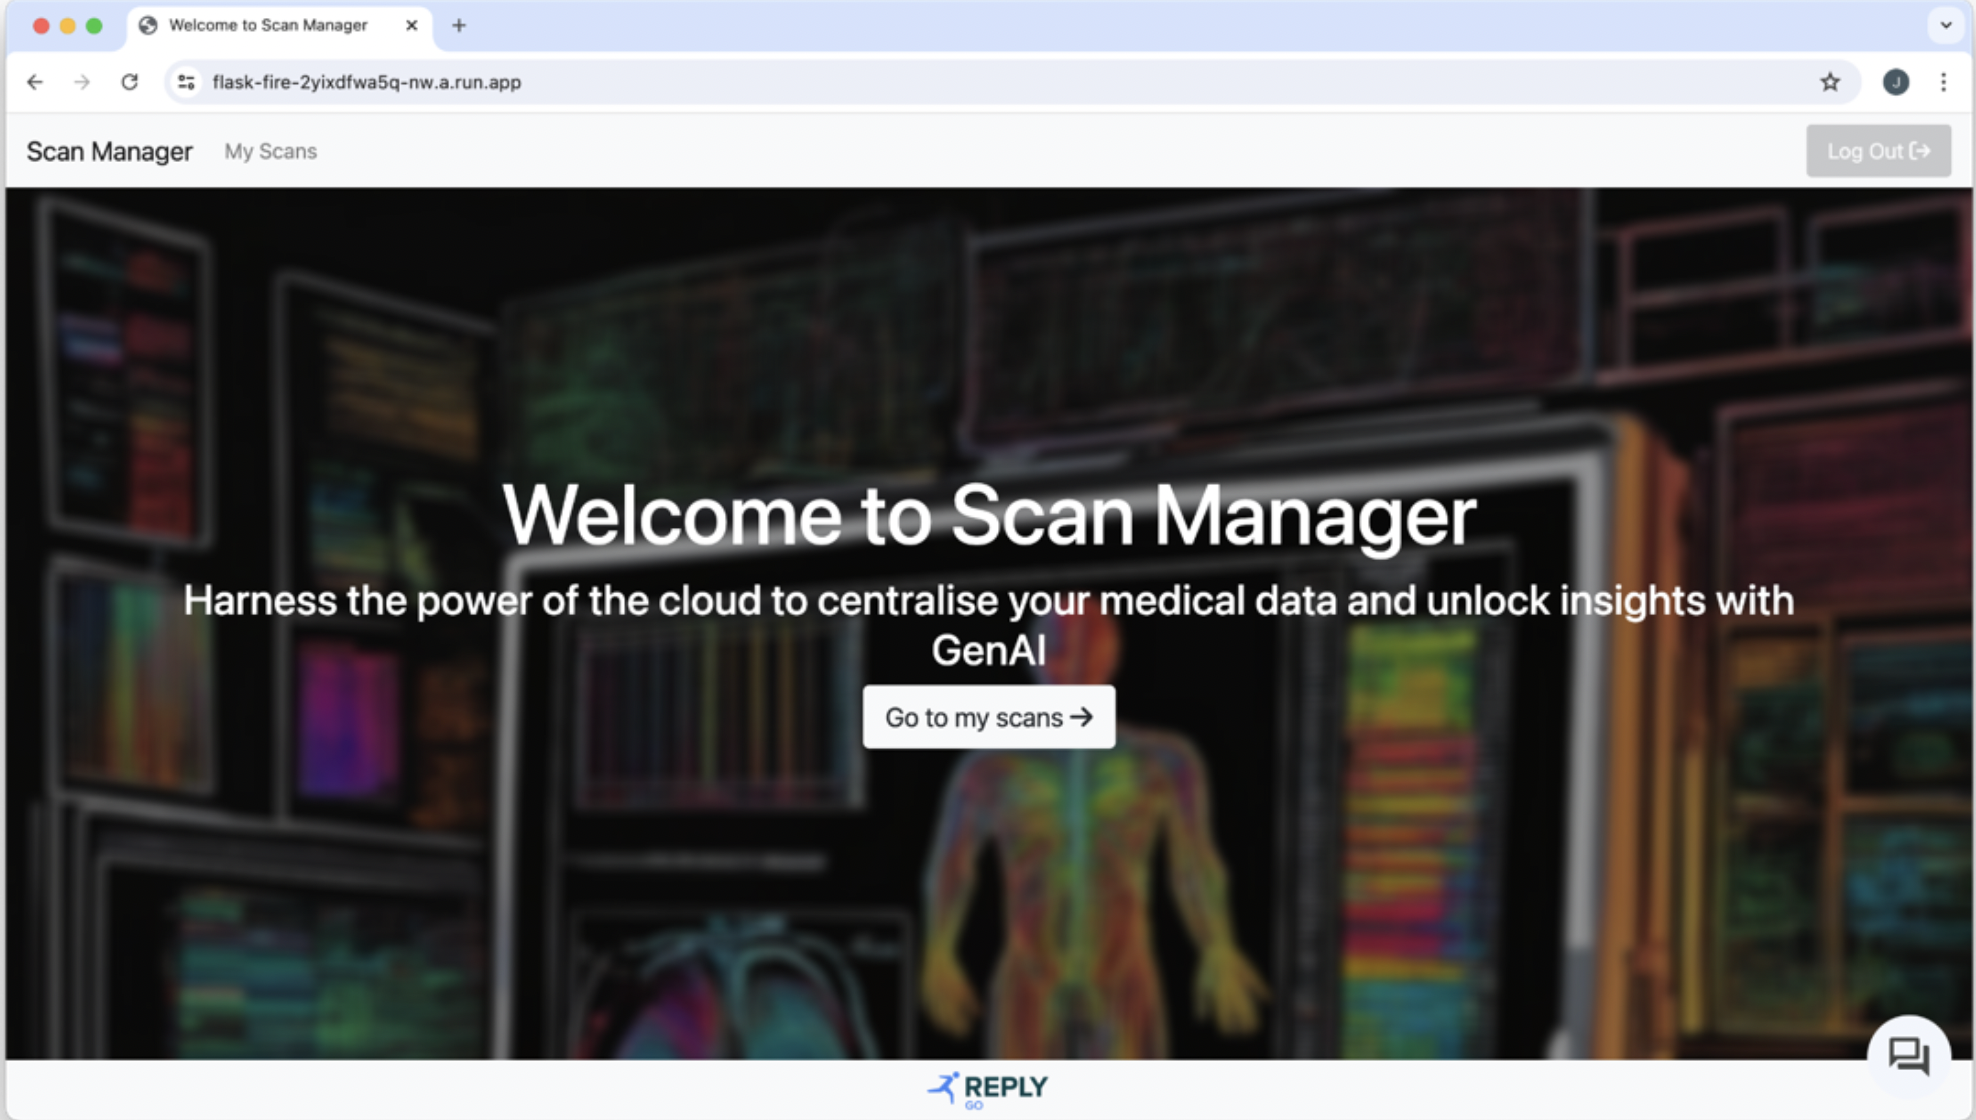 Welcome to Scan Manager
flask-fire-2yixdfwa5q-nw.a.run.app
J
Scan Manager
My Scans
Log Out
Welcome to Scan Manager
Harness the power of the cloud to centralise your medical data and unlock insights with
GenAI
Go to my scans →
REPLY
GO